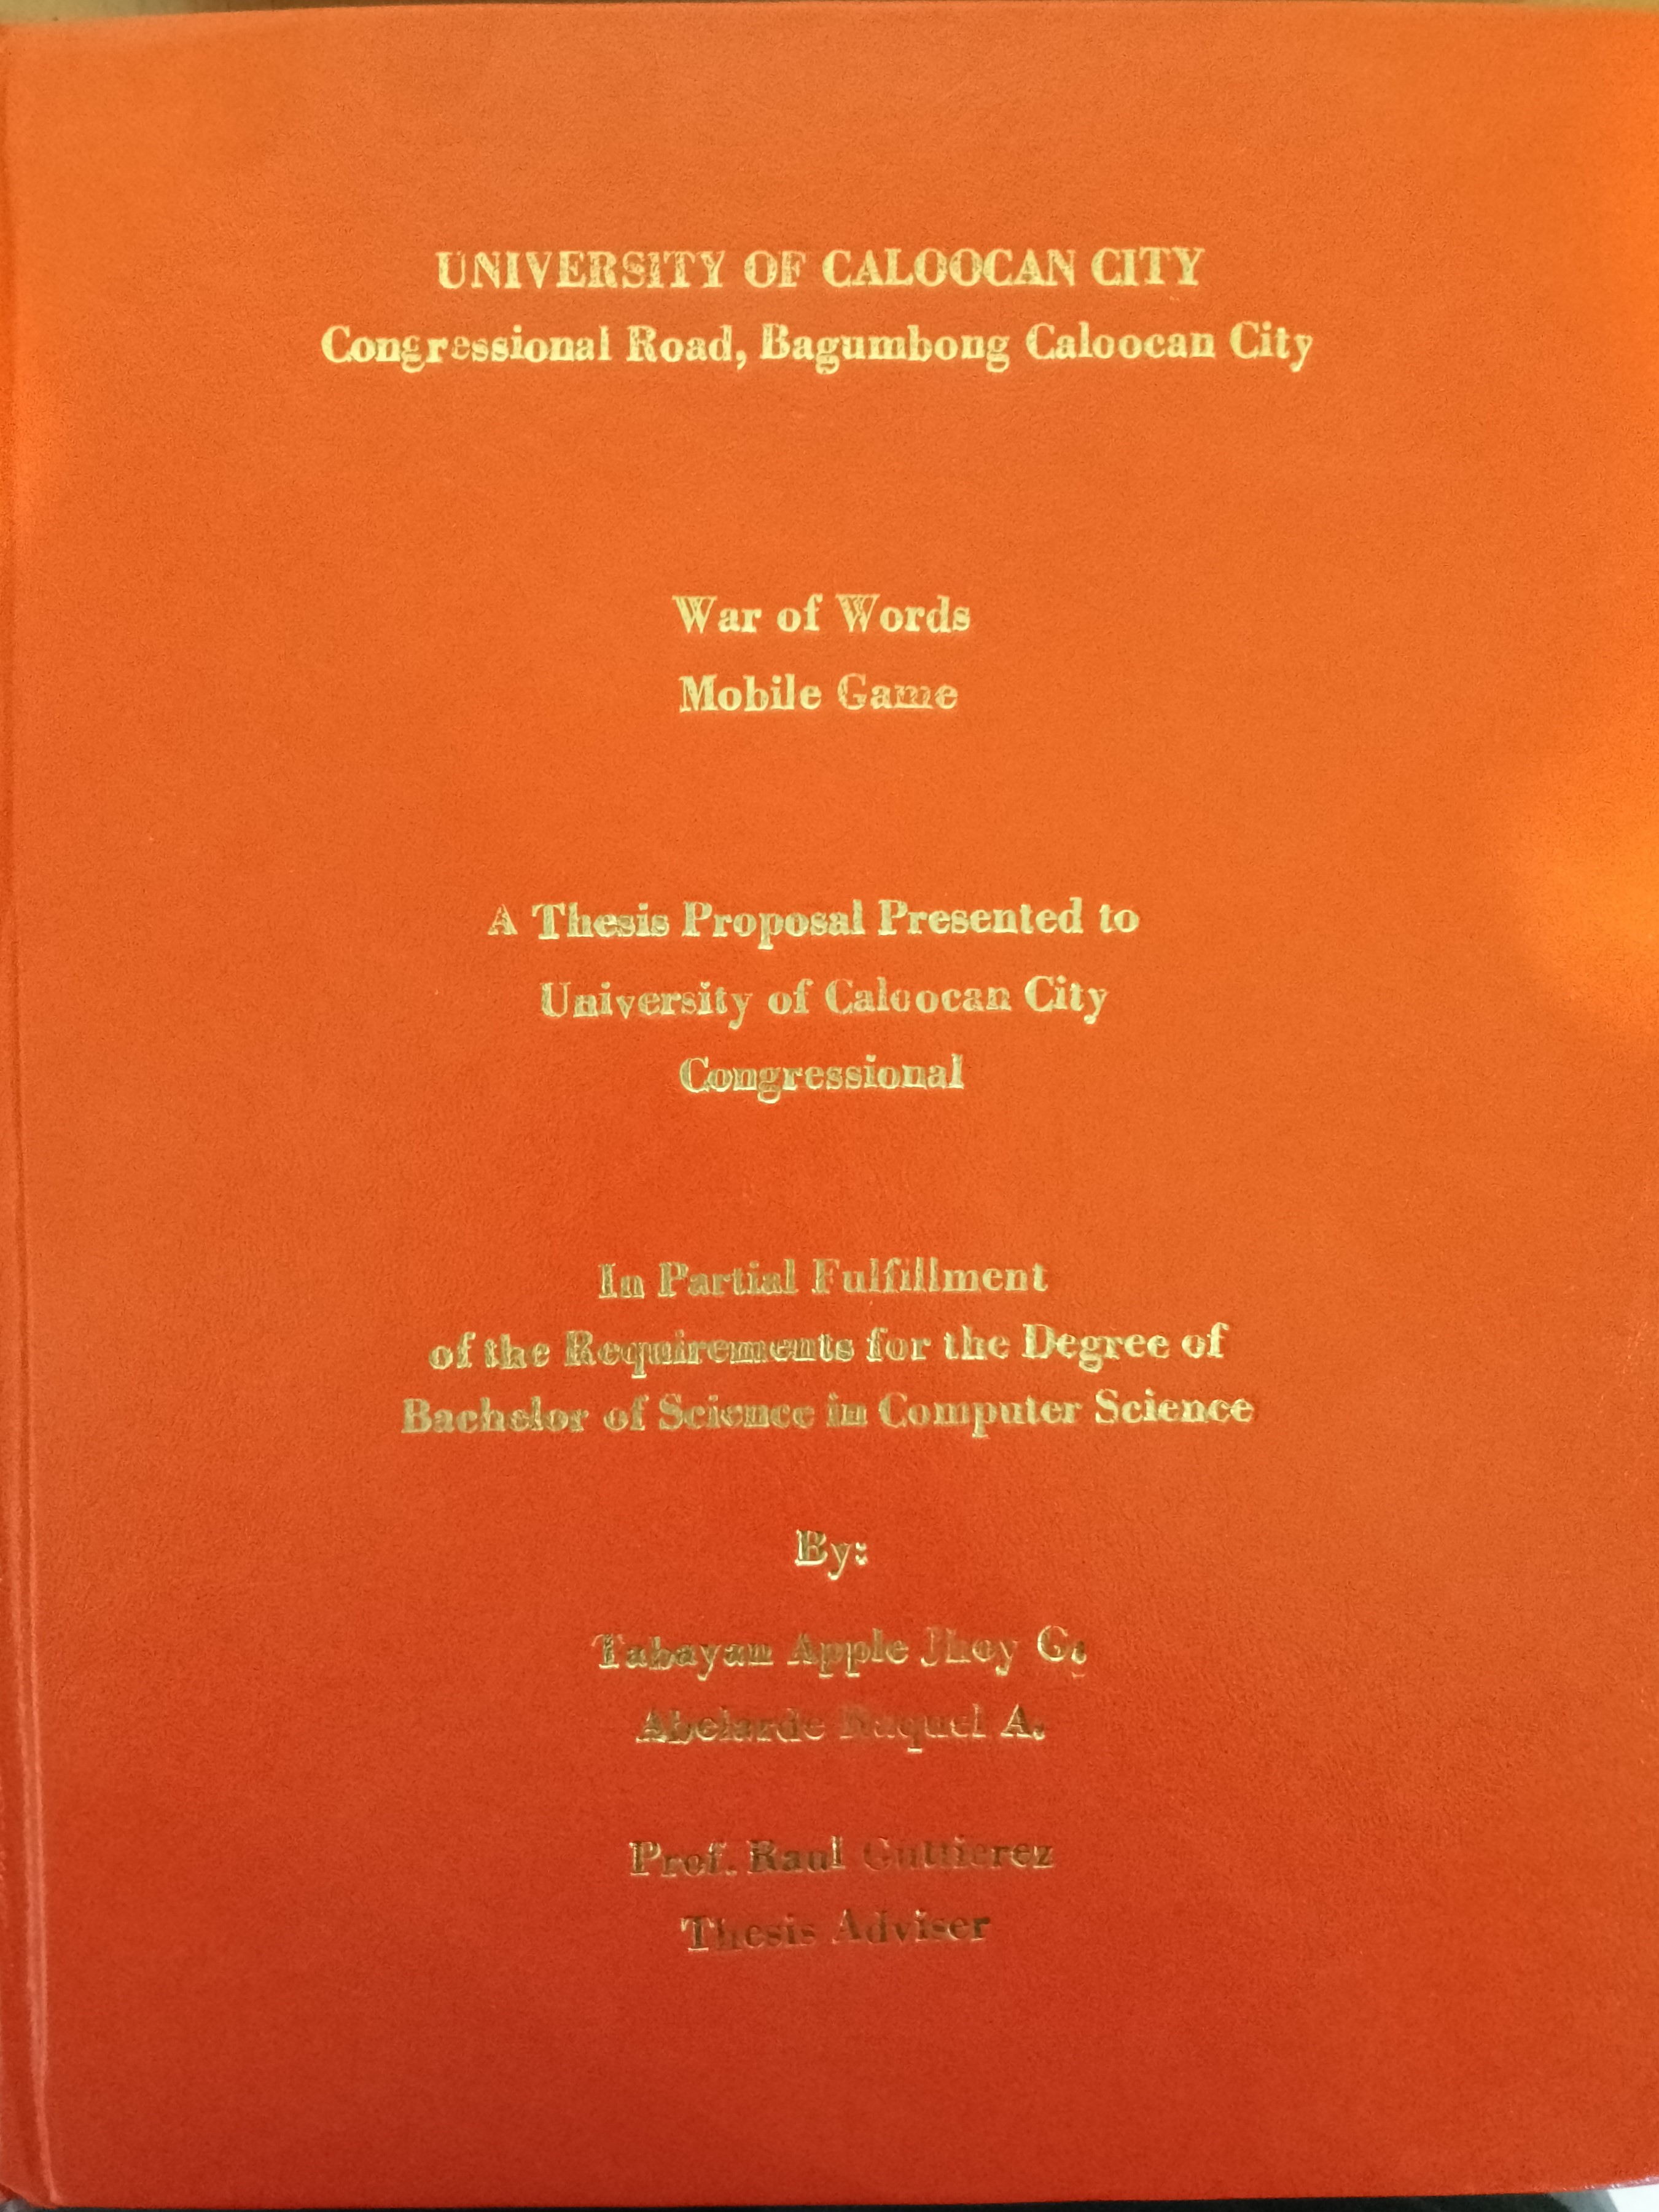 UNIVERSITY OF CALOOCAN CITY
Congressional Road, Bagumbong Caloocan City
War of Words
Mobile Game
A Thesis Proposal Presented to
University of Caloocan City
Congressional
In Partial Fulfillment
of the Requirements for the Degree of
Bachelor of Science in Computer Science
By:
Tabayan Apple Jhoy G.
Abelarde Raquel A.
Prof. Raul Guttierez
Thesis Adviser